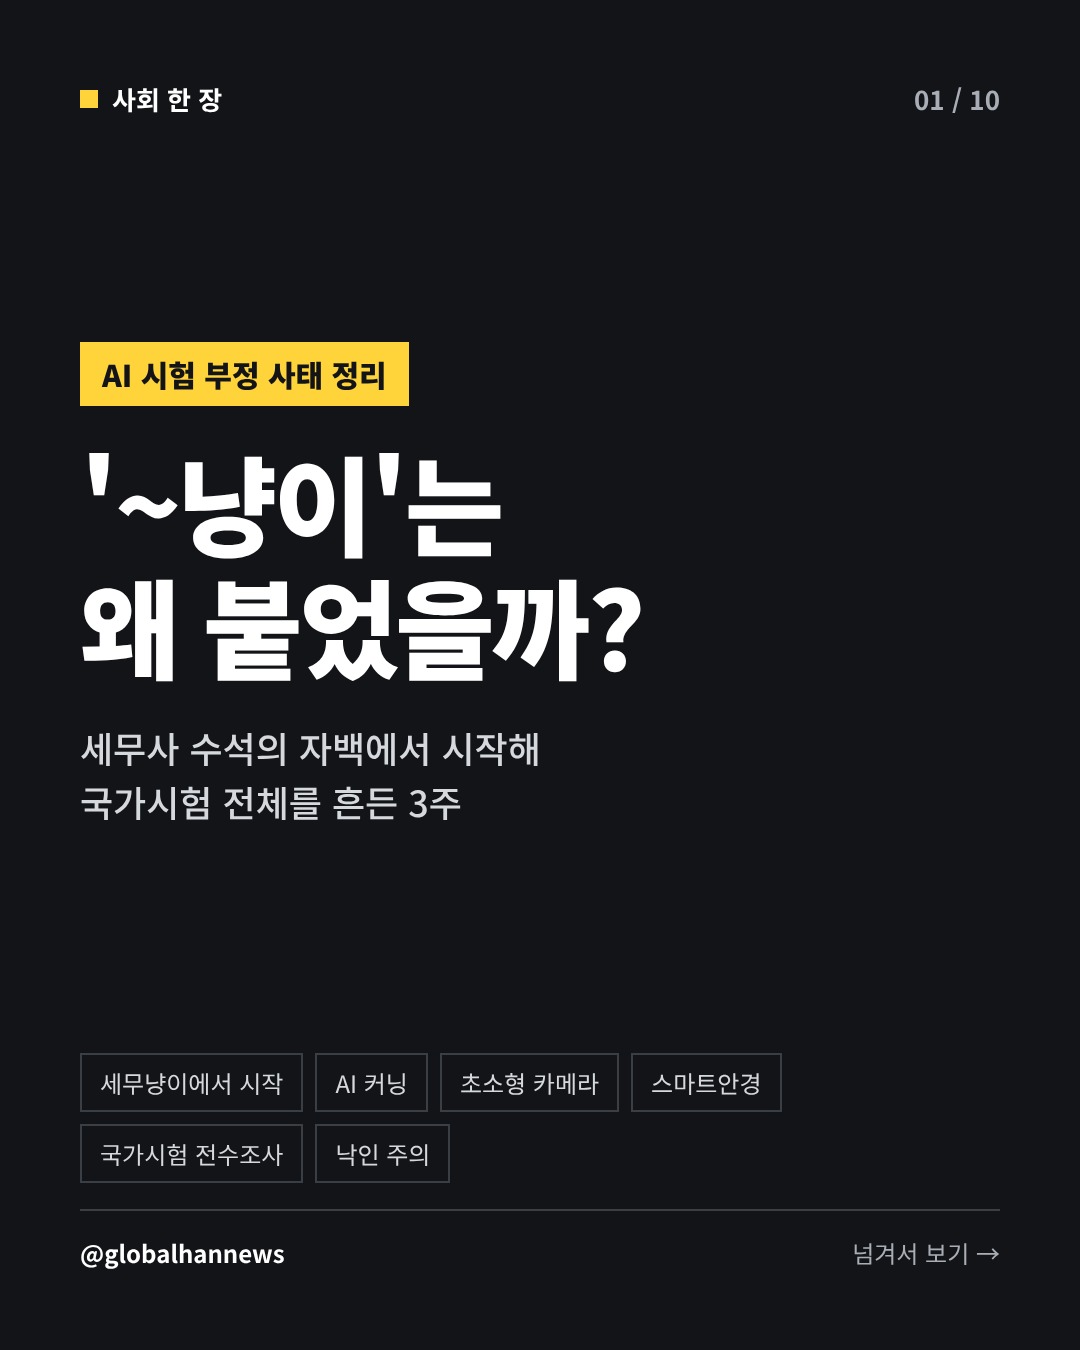 사회 한 장
01 / 10
AI 시험 부정 사태 정리
'~냥이'는
왜 붙었을까?
세무사 수석의 자백에서 시작해
국가시험 전체를 흔든 3주
세무냥이에서 시작
AI 커닝
초소형 카메라
스마트안경
국가시험 전수조사
낙인 주의
@globalhannews
넘겨서 보기 →